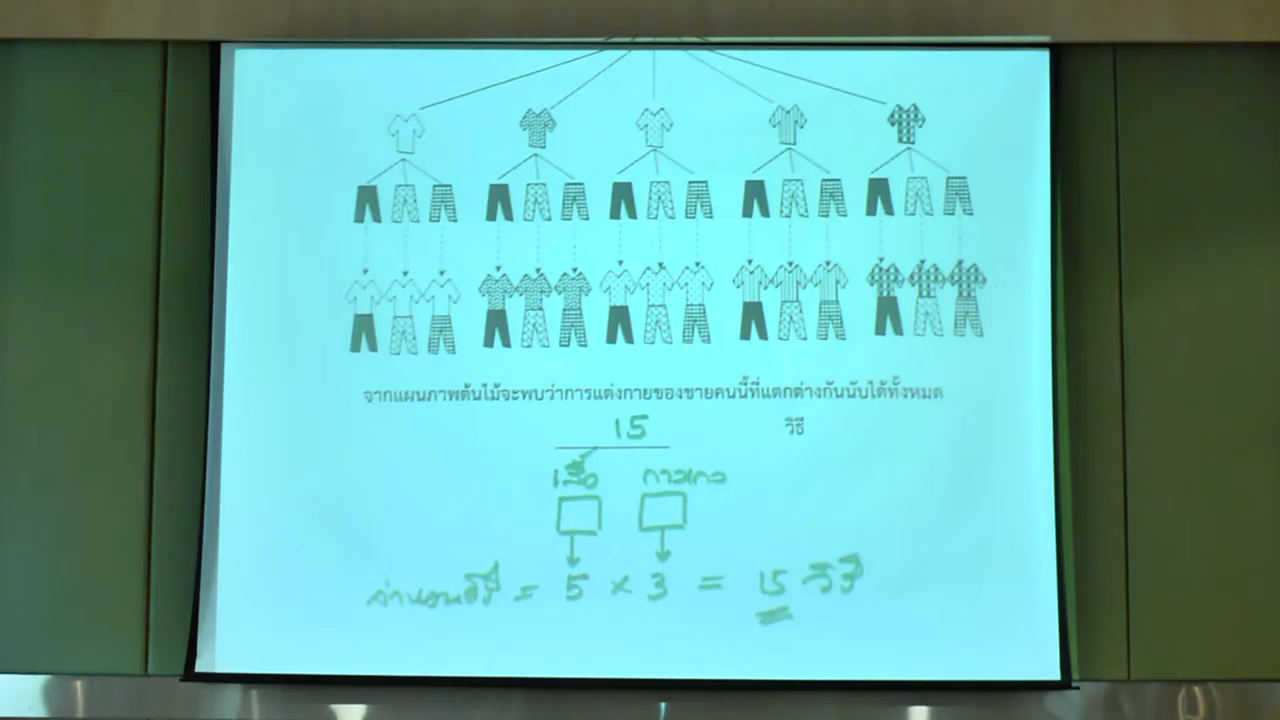 จากแผนภาพต้นไม้จะพบว่าการแต่งกายของชายคนนี้ที่แตกต่างกันนับได้ทั้งหมด
15 วิธี
เสื้อ กางเกง
จำนวนวิธี = 5 × 3 = 15 วิธี